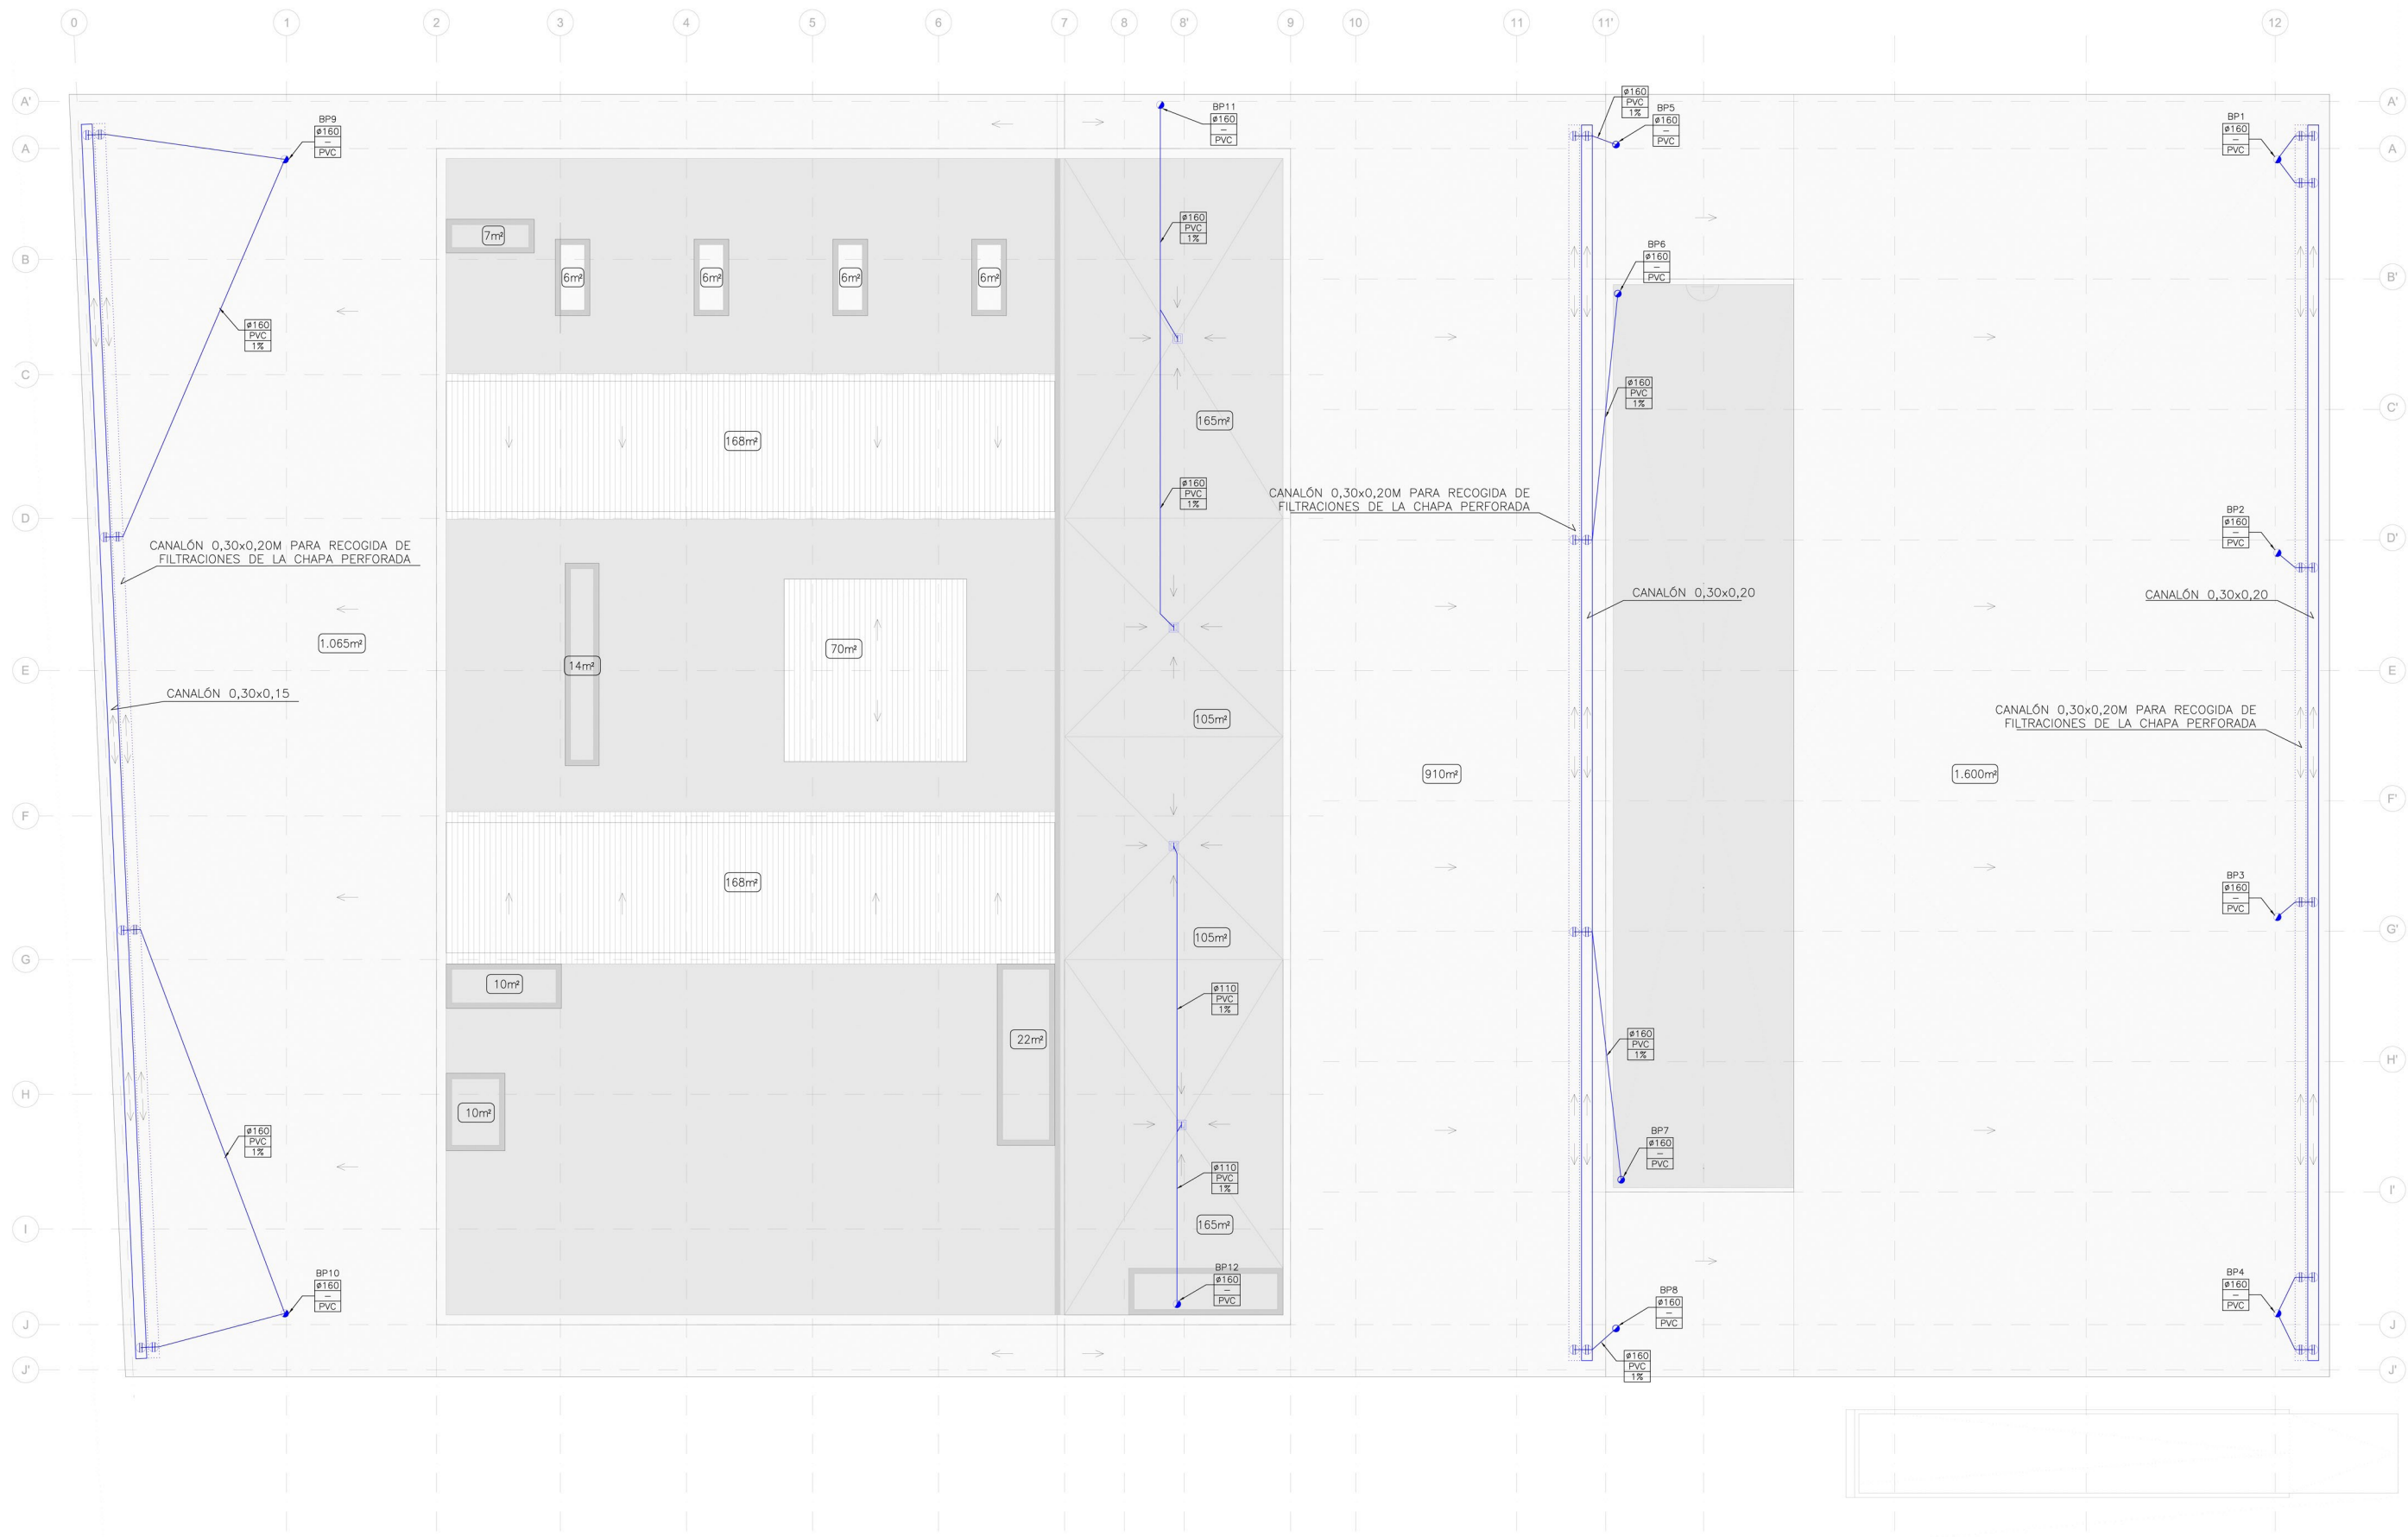 0
1
2
3
4
5
6
7
8
8'
9
10
11
11'
12
A'
A'
A
A
B
B'
C
C'
D
D'
E
E
F
F'
G
G'
H
H'
I
I'
J
J
J'
J'
BP9
ø160
–
PVC
BP11
ø160
–
PVC
ø160
PVC
1%
BP5
ø160
–
PVC
BP1
ø160
–
PVC
7m²
6m²
6m²
6m²
6m²
ø160
PVC
1%
BP6
ø160
–
PVC
ø160
PVC
1%
ø160
PVC
1%
168m²
165m²
ø160
PVC
1%
CANALÓN 0,30x0,20M PARA RECOGIDA DE
FILTRACIONES DE LA CHAPA PERFORADA
BP2
ø160
–
PVC
CANALÓN 0,30x0,20M PARA RECOGIDA DE
FILTRACIONES DE LA CHAPA PERFORADA
CANALÓN 0,30x0,20
CANALÓN 0,30x0,20
1.065m²
70m²
14m²
CANALÓN 0,30x0,15
105m²
CANALÓN 0,30x0,20M PARA RECOGIDA DE
FILTRACIONES DE LA CHAPA PERFORADA
910m²
1.600m²
168m²
BP3
ø160
–
PVC
105m²
10m²
ø110
PVC
1%
22m²
ø160
PVC
1%
10m²
ø160
PVC
1%
BP7
ø160
–
PVC
ø110
PVC
1%
165m²
BP10
ø160
–
PVC
BP12
ø160
–
PVC
BP8
ø160
–
PVC
BP4
ø160
–
PVC
ø160
PVC
1%